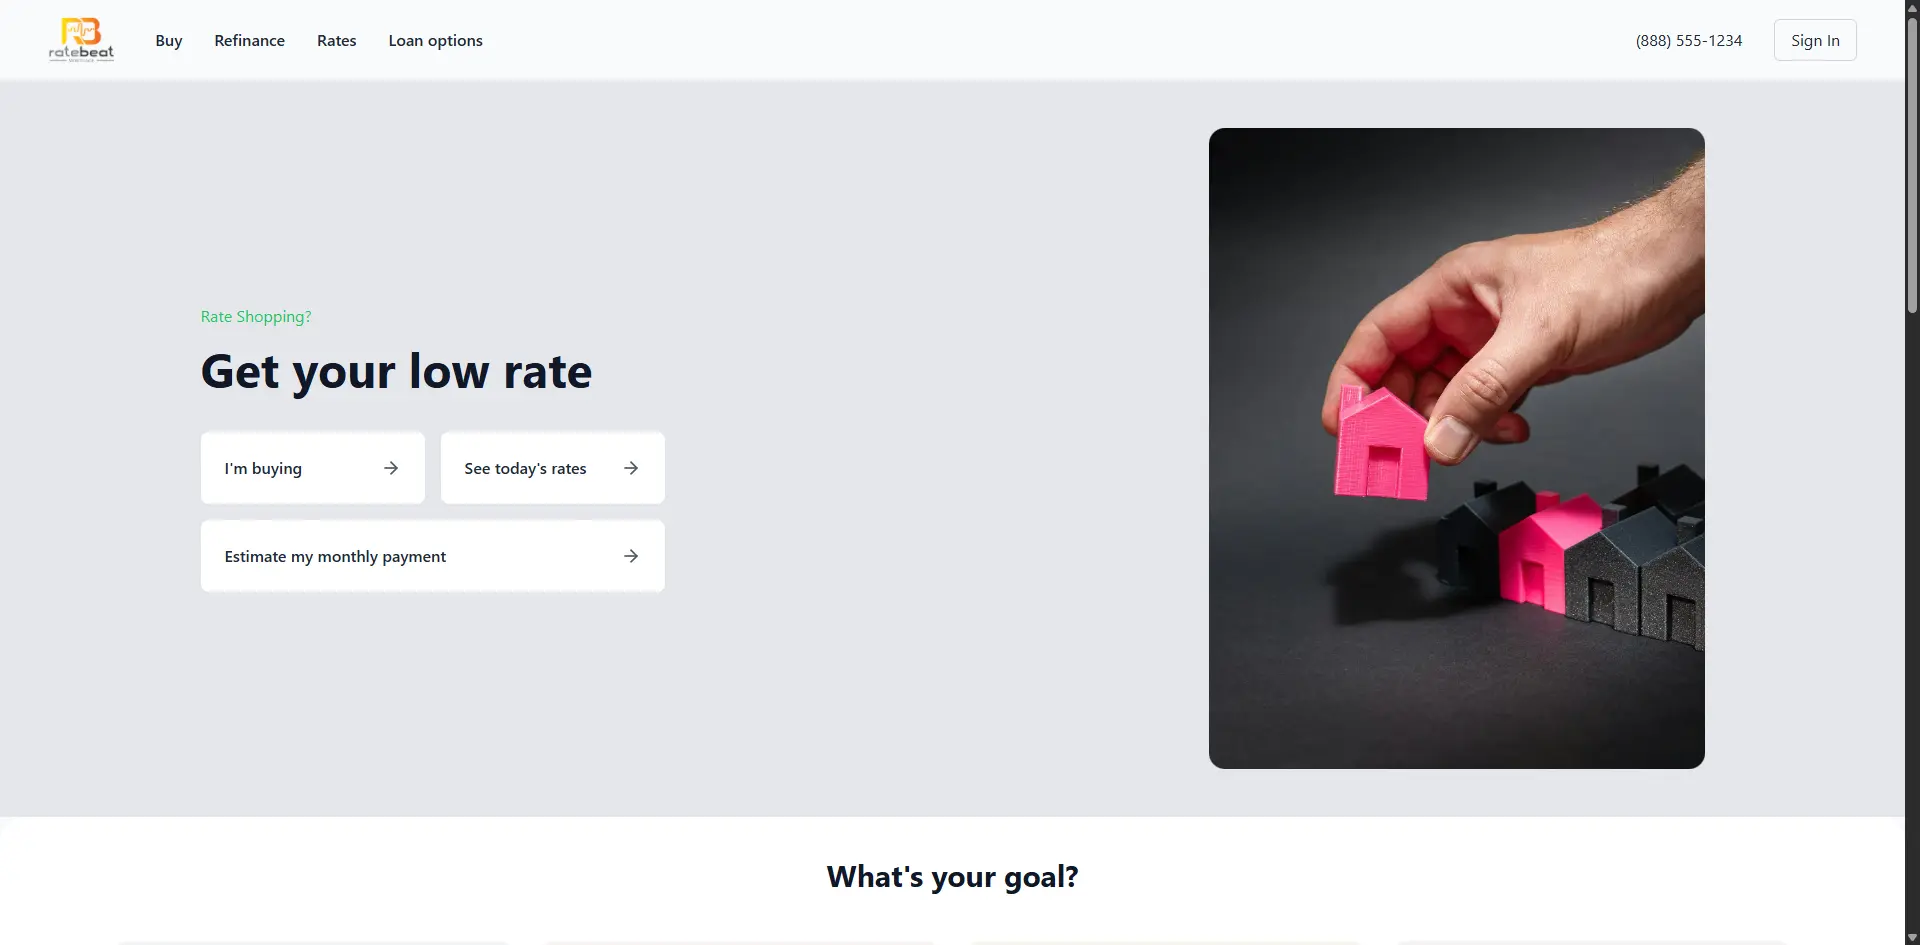 ratebeat
Buy
Refinance
Rates
Loan options
(888) 555-1234
Sign In
Rate Shopping?
Get your low rate
I'm buying
See today's rates
Estimate my monthly payment
What's your goal?